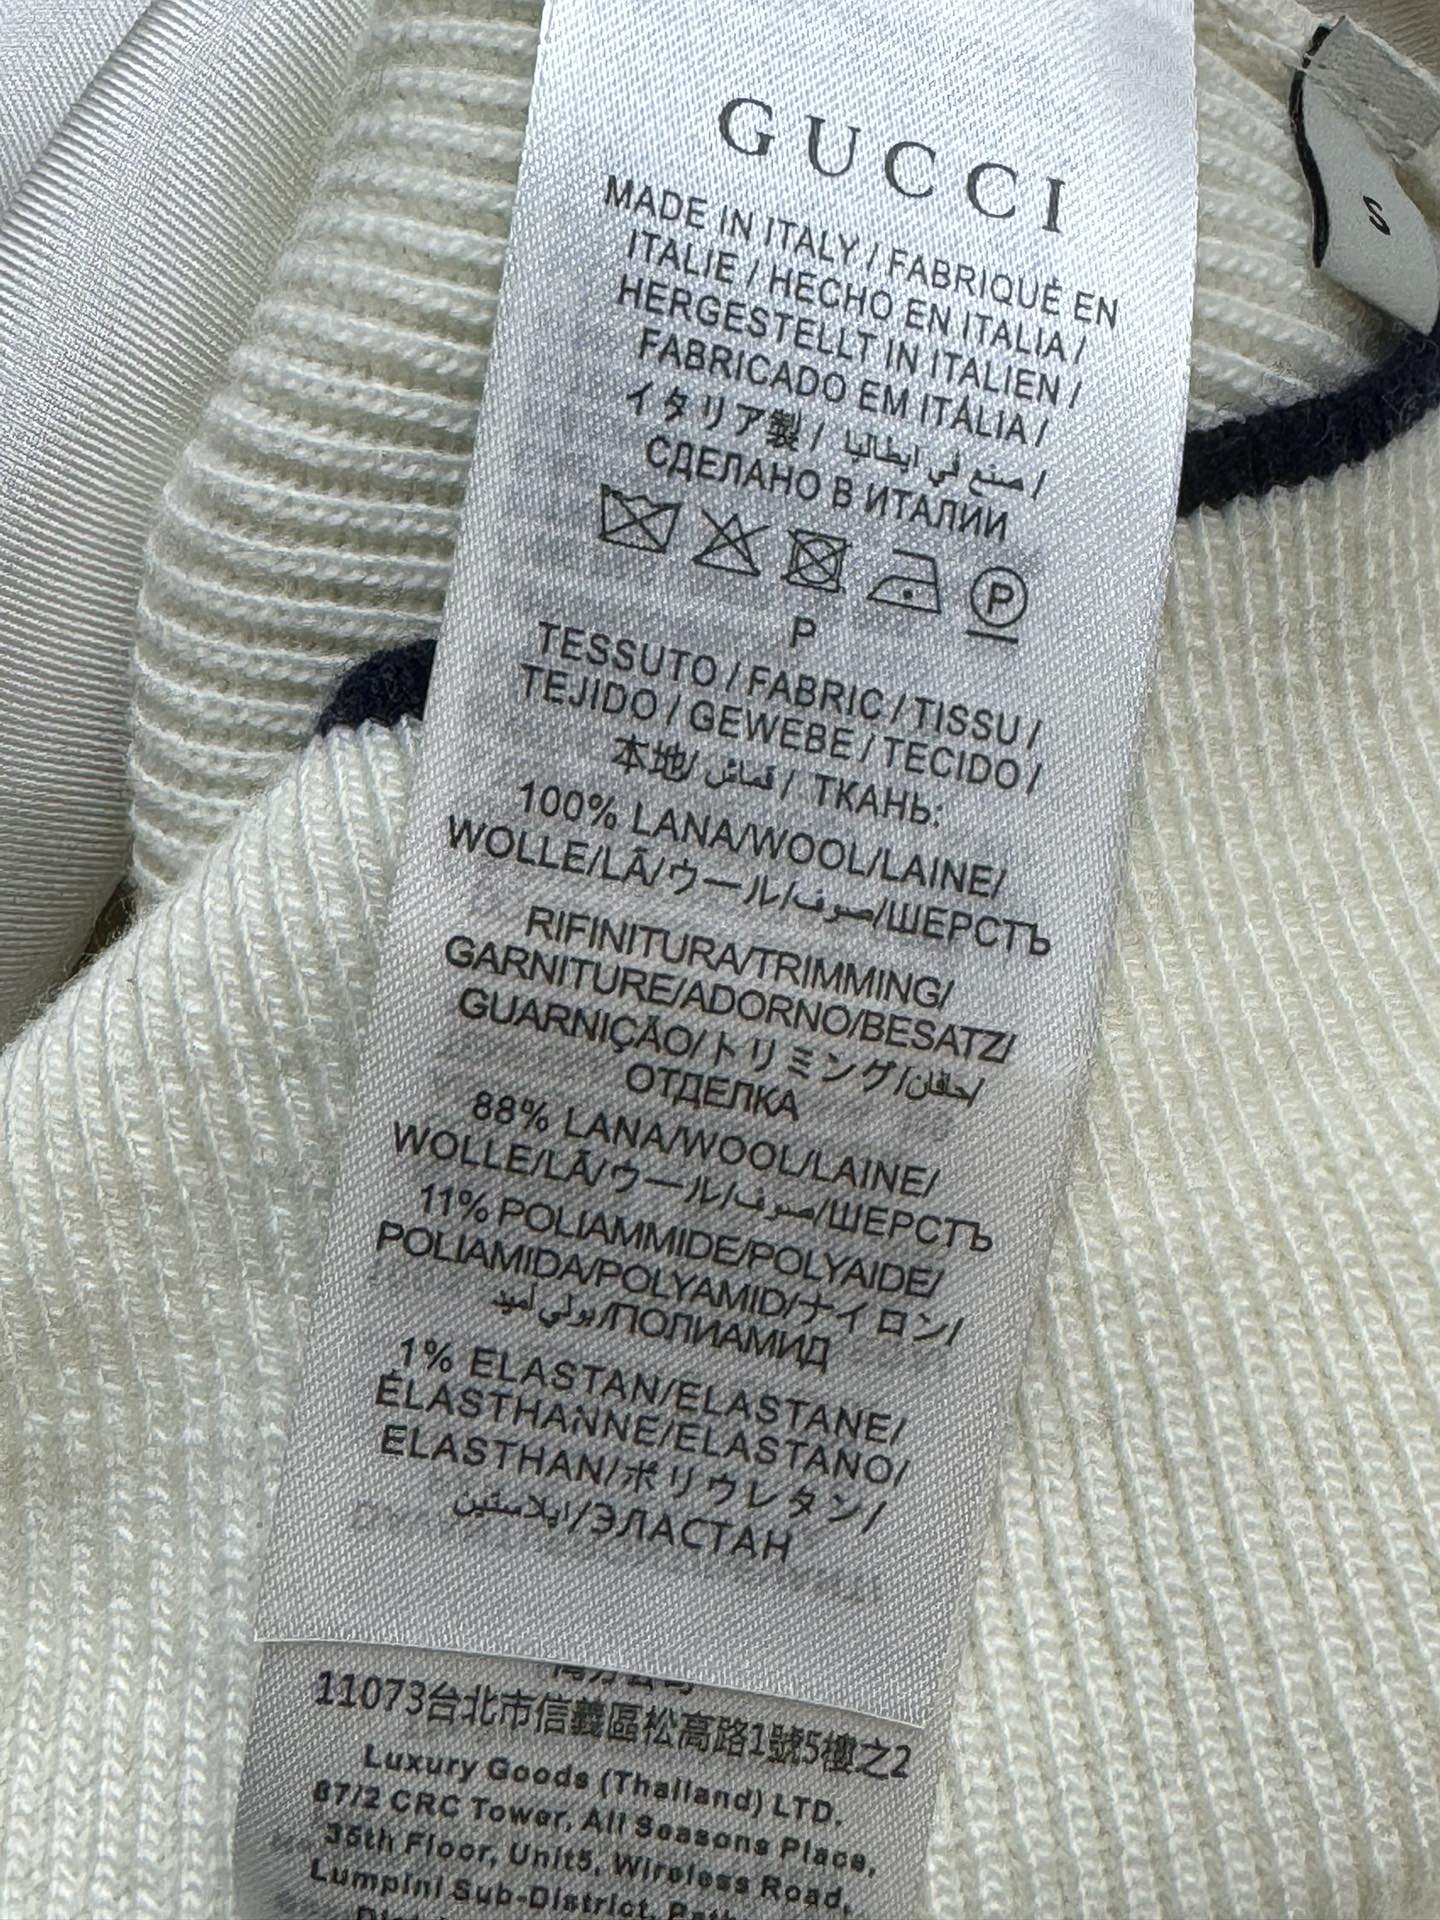 GUCCI
MADE IN ITALY / FABRIQUÉ EN
ITALIE / HECHO EN ITALIA /
HERGESTELLT IN ITALIEN /
FABRICADO EM ITÁLIA /
イタリア製 / صنع في ايطاليا /
СДЕЛАНО В ИТАЛИИ
P
P
TESSUTO / FABRIC / TISSU /
TEJIDO / GEWEBE / TECIDO /
本地/ قماش / ТКАНЬ:
100% LANA/WOOL/LAINE/
WOLLE/LÃ/ウール/صوف/ШЕРСТЬ
RIFINITURA/TRIMMING/
GARNITURE/ADORNO/BESATZ/
GUARNIÇÃO/トリミング/
ОТДЕЛКА
88% LANA/WOOL/LAINE/
WOLLE/LÃ/ウール/صوف/ШЕРСТЬ
11% POLIAMMIDE/POLYAIDE/
POLIAMIDA/POLYAMID/ナイロン/
بولي أميد/ПОЛИАМИД
1% ELASTAN/ELASTANE/
ÉLASTHANNE/ELASTANO/
ELASTHAN/ポリウレタン/
ايلاستين/ЭЛАСТАН
11073台北市信義區松高路1號5樓之2
Luxury Goods (Thailand) LTD.
87/2 CRC Tower, All Seasons Place,
35th Floor, Unit5, Wireless Road,
Lumpini Sub-District,
S